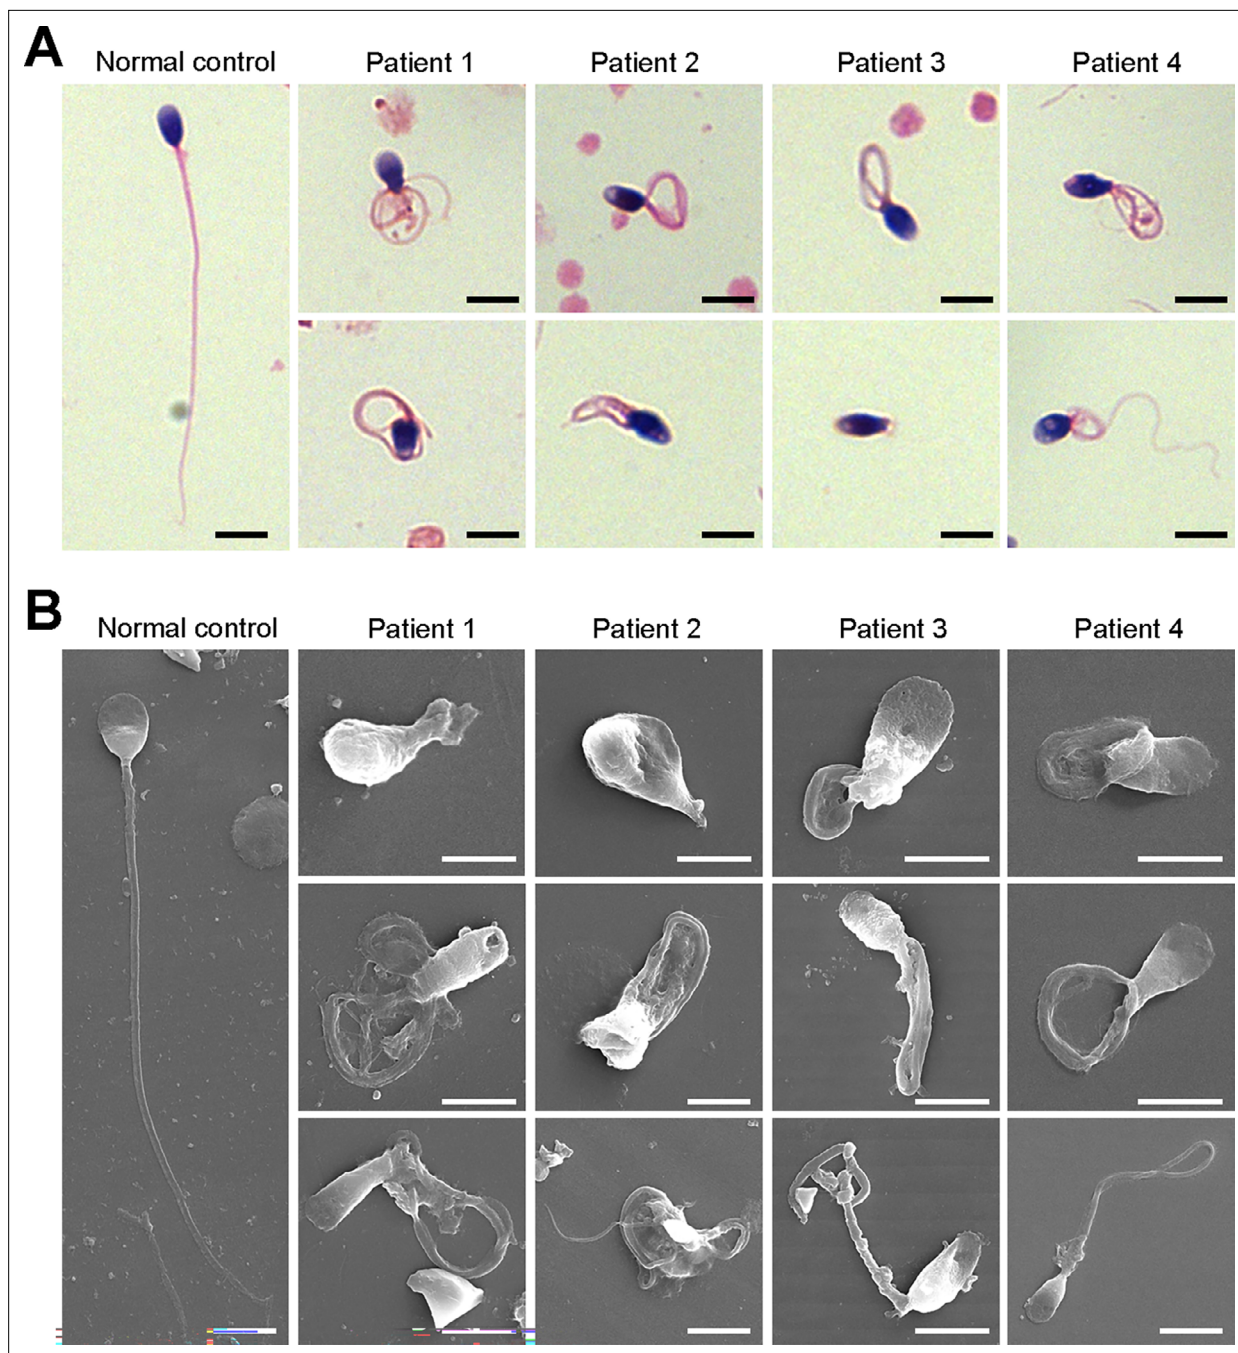 A
Normal control
Patient 1
Patient 2
Patient 3
Patient 4
B
Normal control
Patient 1
Patient 2
Patient 3
Patient 4